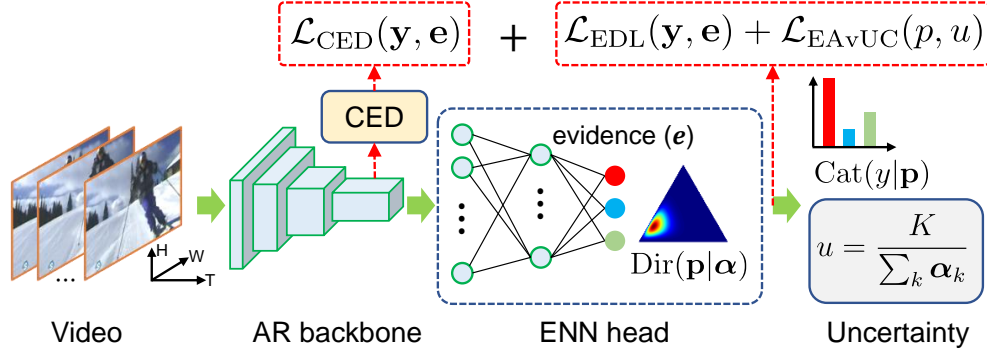 𝓛_CED(𝐲, 𝐞) + 𝓛_EDL(𝐲, 𝐞) + 𝓛_EAvUC(p, u)
CED
evidence (𝒆)
Cat(y|𝐩)
H
W
T
...
Dir(𝐩|𝜶)
u = K / ∑_k 𝜶_k
Video
AR backbone
ENN head
Uncertainty